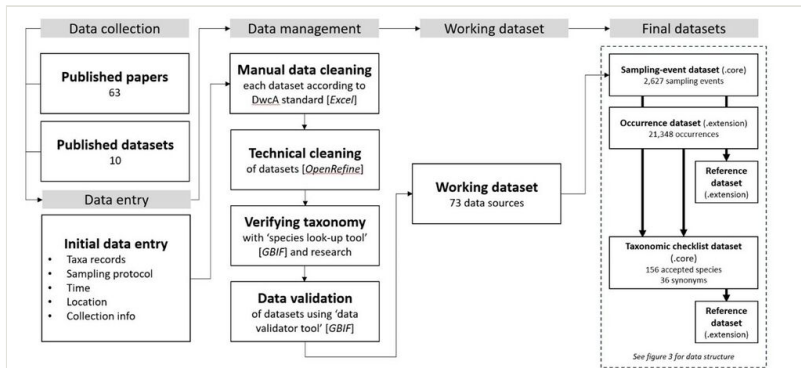 Data collection
Data management
Working dataset
Final datasets
Published papers
63
Published datasets
10
Data entry
Initial data entry
• Taxa records
• Sampling protocol
• Time
• Location
• Collection info
Manual data cleaning
each dataset according to
DwcA standard [Excel]
Technical cleaning
of datasets [OpenRefine]
Verifying taxonomy
with ‘species look-up tool’
[GBIF] and research
Data validation
of datasets using ‘data
validator tool’ [GBIF]
Working dataset
73 data sources
Sampling-event dataset (.core)
2,627 sampling events
Occurrence dataset (.extension)
21,348 occurrences
Reference
dataset
(.extension)
Taxonomic checklist dataset
(.core)
156 accepted species
36 synonyms
Reference
dataset
(.extension)
See figure 3 for data structure